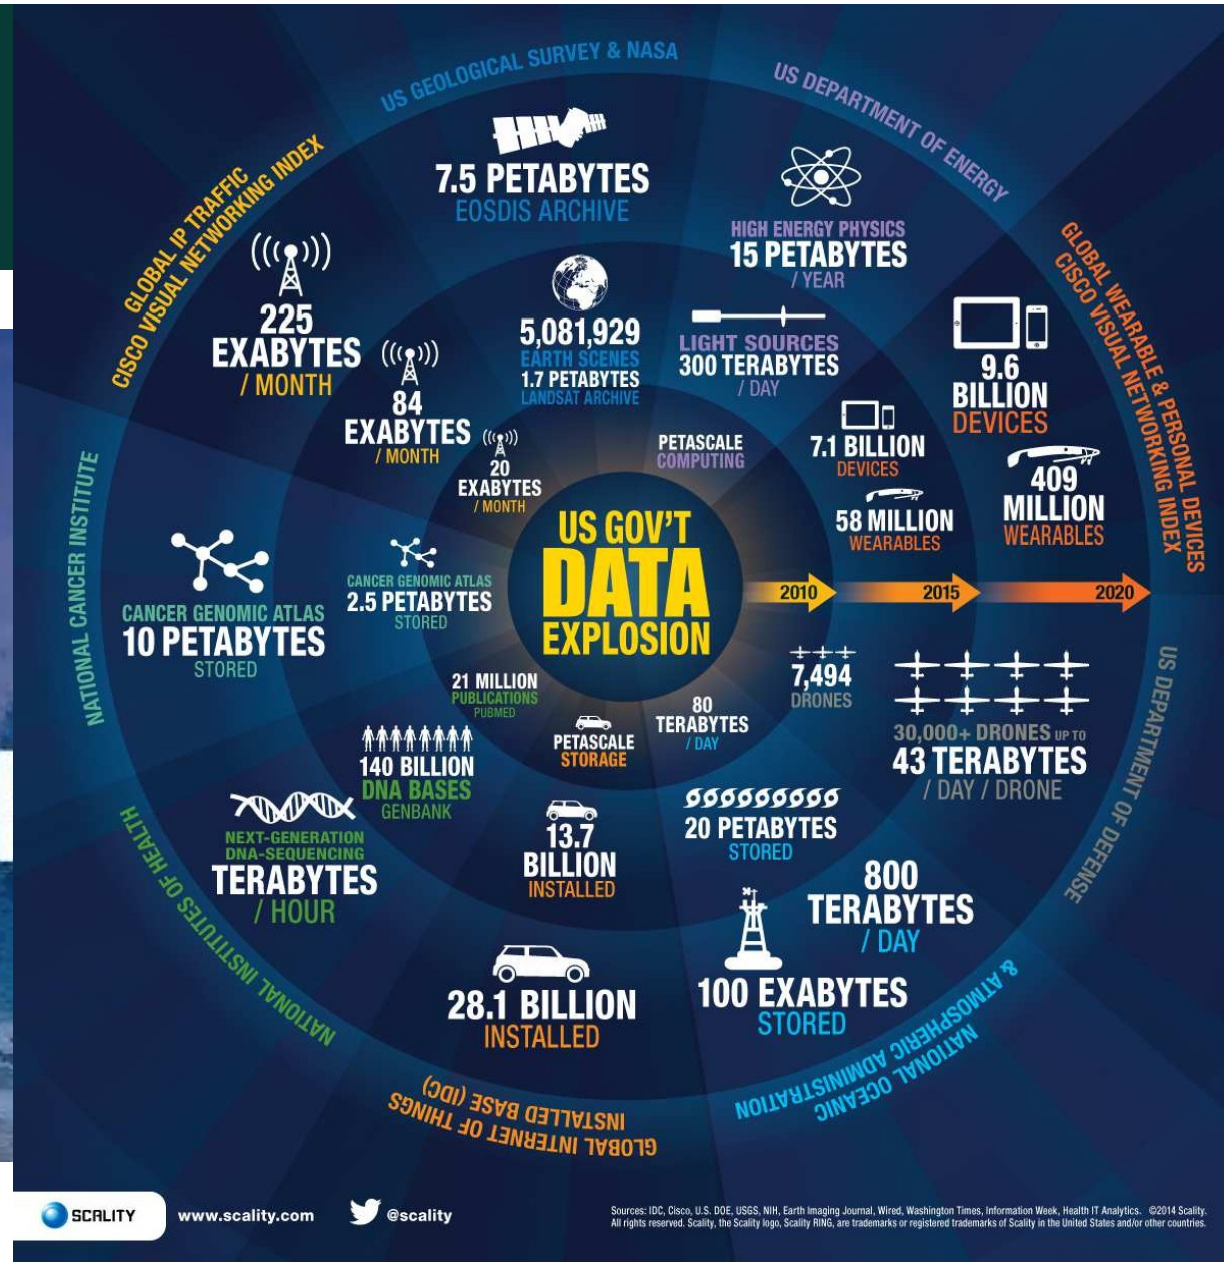 US GEOLOGICAL SURVEY & NASA
7.5 PETABYTES
EOSDIS ARCHIVE
5,081,929
EARTH SCENES
1.7 PETABYTES
LANDSAT ARCHIVE
US DEPARTMENT OF ENERGY
HIGH ENERGY PHYSICS
15 PETABYTES
/ YEAR
LIGHT SOURCES
300 TERABYTES
/ DAY
PETASCALE
COMPUTING
GLOBAL WEARABLE & PERSONAL DEVICES
CISCO VISUAL NETWORKING INDEX
9.6
BILLION
DEVICES
409
MILLION
WEARABLES
7.1 BILLION
DEVICES
58 MILLION
WEARABLES
GLOBAL IP TRAFFIC
CISCO VISUAL NETWORKING INDEX
225
EXABYTES
/ MONTH
84
EXABYTES
/ MONTH
20
EXABYTES
/ MONTH
US GOV'T
DATA
EXPLOSION
2010
2015
2020
NATIONAL CANCER INSTITUTE
CANCER GENOMIC ATLAS
10 PETABYTES
STORED
CANCER GENOMIC ATLAS
2.5 PETABYTES
STORED
US DEPARTMENT OF DEFENSE
7,494
DRONES
30,000+ DRONES UP TO
43 TERABYTES
/ DAY / DRONE
NATIONAL INSTITUTES OF HEALTH
21 MILLION
PUBLICATIONS
PUBMED
140 BILLION
DNA BASES
GENBANK
NEXT-GENERATION
DNA-SEQUENCING
TERABYTES
/ HOUR
PETASCALE
STORAGE
13.7
BILLION
INSTALLED
28.1 BILLION
INSTALLED
GLOBAL INTERNET OF THINGS
INSTALLED BASE (IDC)
80
TERABYTES
/ DAY
20 PETABYTES
STORED
800
TERABYTES
/ DAY
100 EXABYTES
STORED
NATIONAL OCEANIC
& ATMOSPHERIC ADMINISTRATION
SCALITY
www.scality.com
@scality
Sources: IDC, Cisco, U.S. DOE, USGS, NIH, Earth Imaging Journal, Wired, Washington Times, Information Week, Health IT Analytics. ©2014 Scality.
All rights reserved. Scality, the Scality logo, Scality RING, are trademarks or registered trademarks of Scality in the United States and/or other countries.